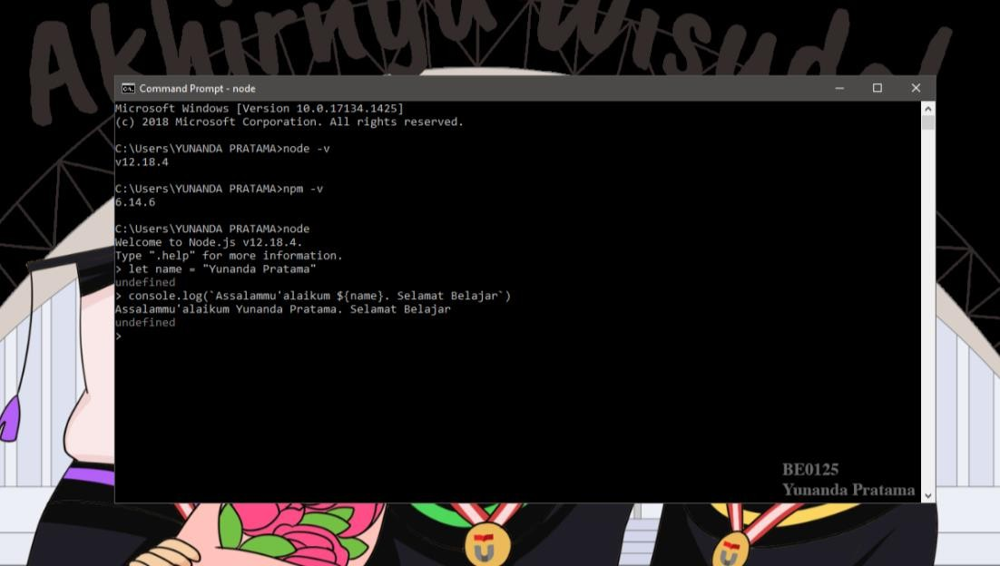 Akhirnya Wisuda!
Command Prompt - node
Microsoft Windows [Version 10.0.17134.1425]
(c) 2018 Microsoft Corporation. All rights reserved.
C:\Users\YUNANDA PRATAMA>node -v
v12.18.4
C:\Users\YUNANDA PRATAMA>npm -v
6.14.6
C:\Users\YUNANDA PRATAMA>node
Welcome to Node.js v12.18.4.
Type ".help" for more information.
> let name = "Yunanda Pratama"
undefined
> console.log(`Assalammu'alaikum ${name}. Selamat Belajar`)
Assalammu'alaikum Yunanda Pratama. Selamat Belajar
undefined
>
BE0125
Yunanda Pratama